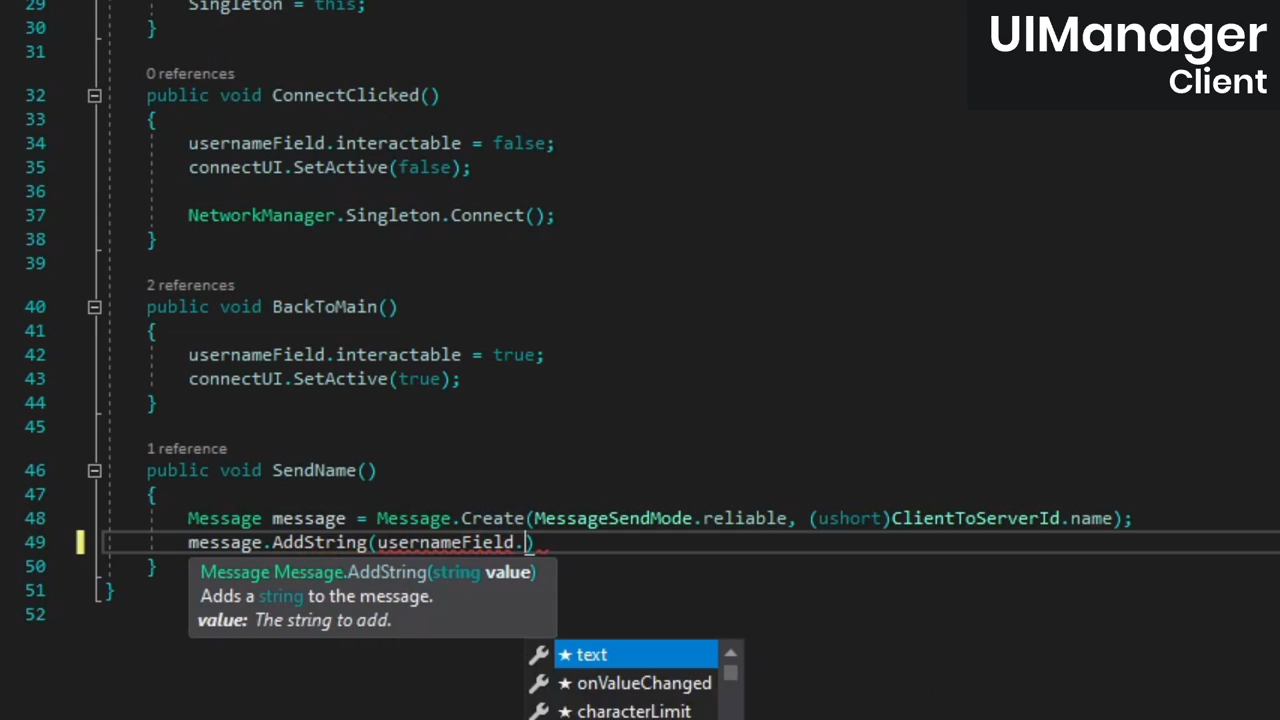 UIManager
Client
29 Singleton = this;
30 }
31
0 references
32 public void ConnectClicked()
33 {
34 usernameField.interactable = false;
35 connectUI.SetActive(false);
36
37 NetworkManager.Singleton.Connect();
38 }
39
2 references
40 public void BackToMain()
41 {
42 usernameField.interactable = true;
43 connectUI.SetActive(true);
44 }
45
1 reference
46 public void SendName()
47 {
48 Message message = Message.Create(MessageSendMode.reliable, (ushort)ClientToServerId.name);
49 message.AddString(usernameField.)
50 }
Message Message.AddString(string value)
51 }
Adds a string to the message.
52
value: The string to add.
★ text
★ onValueChanged
★ characterLimit